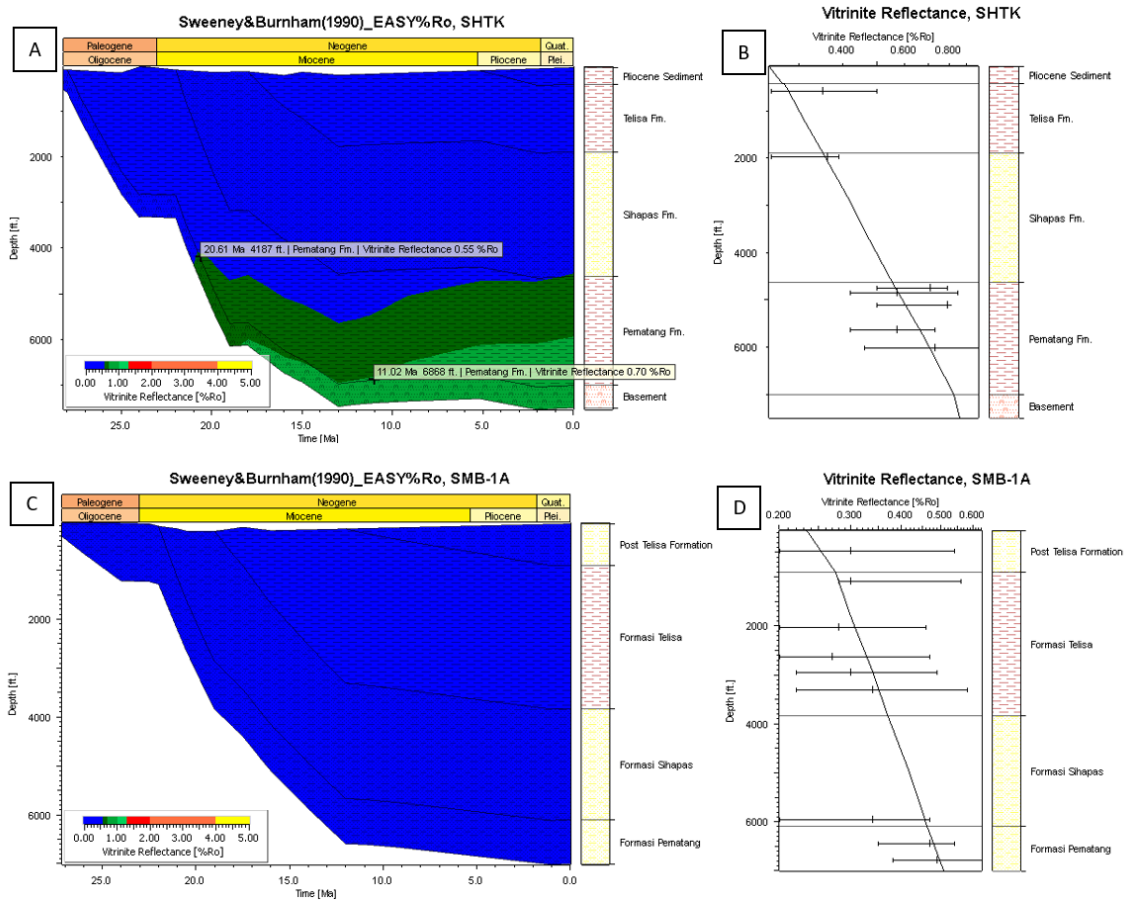 A
Sweeney&Burnham(1990)_EASY%Ro, SHTK
Paleogene Neogene Quat.
Oligocene Miocene Pliocene Plei.
Depth [ft.]
2000
4000
6000
20.61 Ma 4187 ft. | Pematang Fm. | Vitrinite Reflectance 0.55 %Ro
11.02 Ma 6868 ft. | Pematang Fm. | Vitrinite Reflectance 0.70 %Ro
0.00 1.00 2.00 3.00 4.00 5.00
Vitrinite Reflectance [%Ro]
25.0 20.0 15.0 10.0 5.0 0.0
Time [Ma]
Pliocene Sediment
Telisa Fm.
Sihapas Fm.
Pematang Fm.
Basement
B
Vitrinite Reflectance, SHTK
Vitrinite Reflectance [%Ro]
0.400 0.600 0.800
Depth [ft.]
2000
4000
6000
Pliocene Sediment
Telisa Fm.
Sihapas Fm.
Pematang Fm.
Basement
C
Sweeney&Burnham(1990)_EASY%Ro, SMB-1A
Paleogene Neogene Quat.
Oligocene Miocene Pliocene Plei.
Depth [ft.]
2000
4000
6000
0.00 1.00 2.00 3.00 4.00 5.00
Vitrinite Reflectance [%Ro]
25.0 20.0 15.0 10.0 5.0 0.0
Time [Ma]
Post Telisa Formation
Formasi Telisa
Formasi Sihapas
Formasi Pematang
D
Vitrinite Reflectance, SMB-1A
Vitrinite Reflectance [%Ro]
0.200 0.300 0.400 0.500 0.600
Depth [ft.]
2000
4000
6000
Post Telisa Formation
Formasi Telisa
Formasi Sihapas
Formasi Pematang